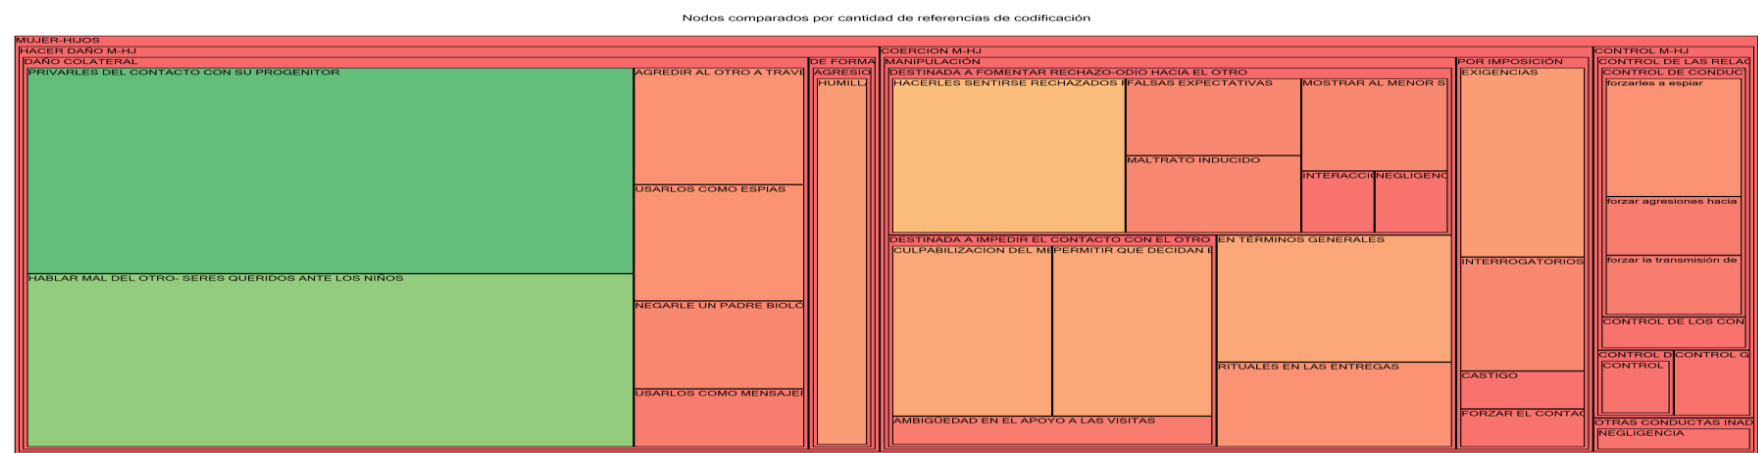 Nodos comparados por cantidad de referencias de codificación
MUJER-HIJOS
HACER DAÑO M-HJ
DAÑO COLATERAL
PRIVARLES DEL CONTACTO CON SU PROGENITOR
HABLAR MAL DEL OTRO- SERES QUERIDOS ANTE LOS NIÑOS
AGREDIR AL OTRO A TRAVÉ
USARLOS COMO ESPIAS
NEGARLE UN PADRE BIOLÓ
USARLOS COMO MENSAJE
DE FORMA
AGRESIO
HUMILL
COERCION M-HJ
MANIPULACIÓN
DESTINADA A FOMENTAR RECHAZO-ODIO HACIA EL OTRO
HACERLES SENTIRSE RECHAZADOS
FALSAS EXPECTATIVAS
MALTRATO INDUCIDO
MOSTRAR AL MENOR S
INTERACCI
NEGLIGENC
DESTINADA A IMPEDIR EL CONTACTO CON EL OTRO
CULPABILIZACION DEL ME
PERMITIR QUE DECIDAN E
AMBIGÜEDAD EN EL APOYO A LAS VISITAS
EN TÉRMINOS GENERALES
RITUALES EN LAS ENTREGAS
POR IMPOSICIÓN
EXIGENCIAS
INTERROGATORIOS
CASTIGO
FORZAR EL CONTAC
CONTROL M-HJ
CONTROL DE LAS RELAC
CONTROL DE CONDUC
forzarles a espiar
forzar agresiones hacia
forzar la transmisión de
CONTROL DE LOS CON
CONTROL D
CONTROL
CONTROL G
OTRAS CONDUCTAS INAD
NEGLIGENCIA